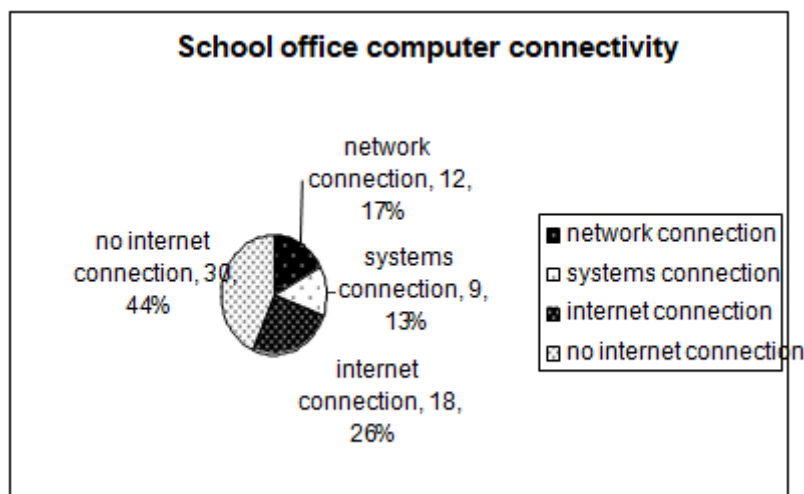 School office computer connectivity
network
connection, 12,
17%
no internet
connection, 30,
44%
systems
connection, 9,
13%
internet
connection, 18,
26%
network connection
systems connection
internet connection
no internet connection